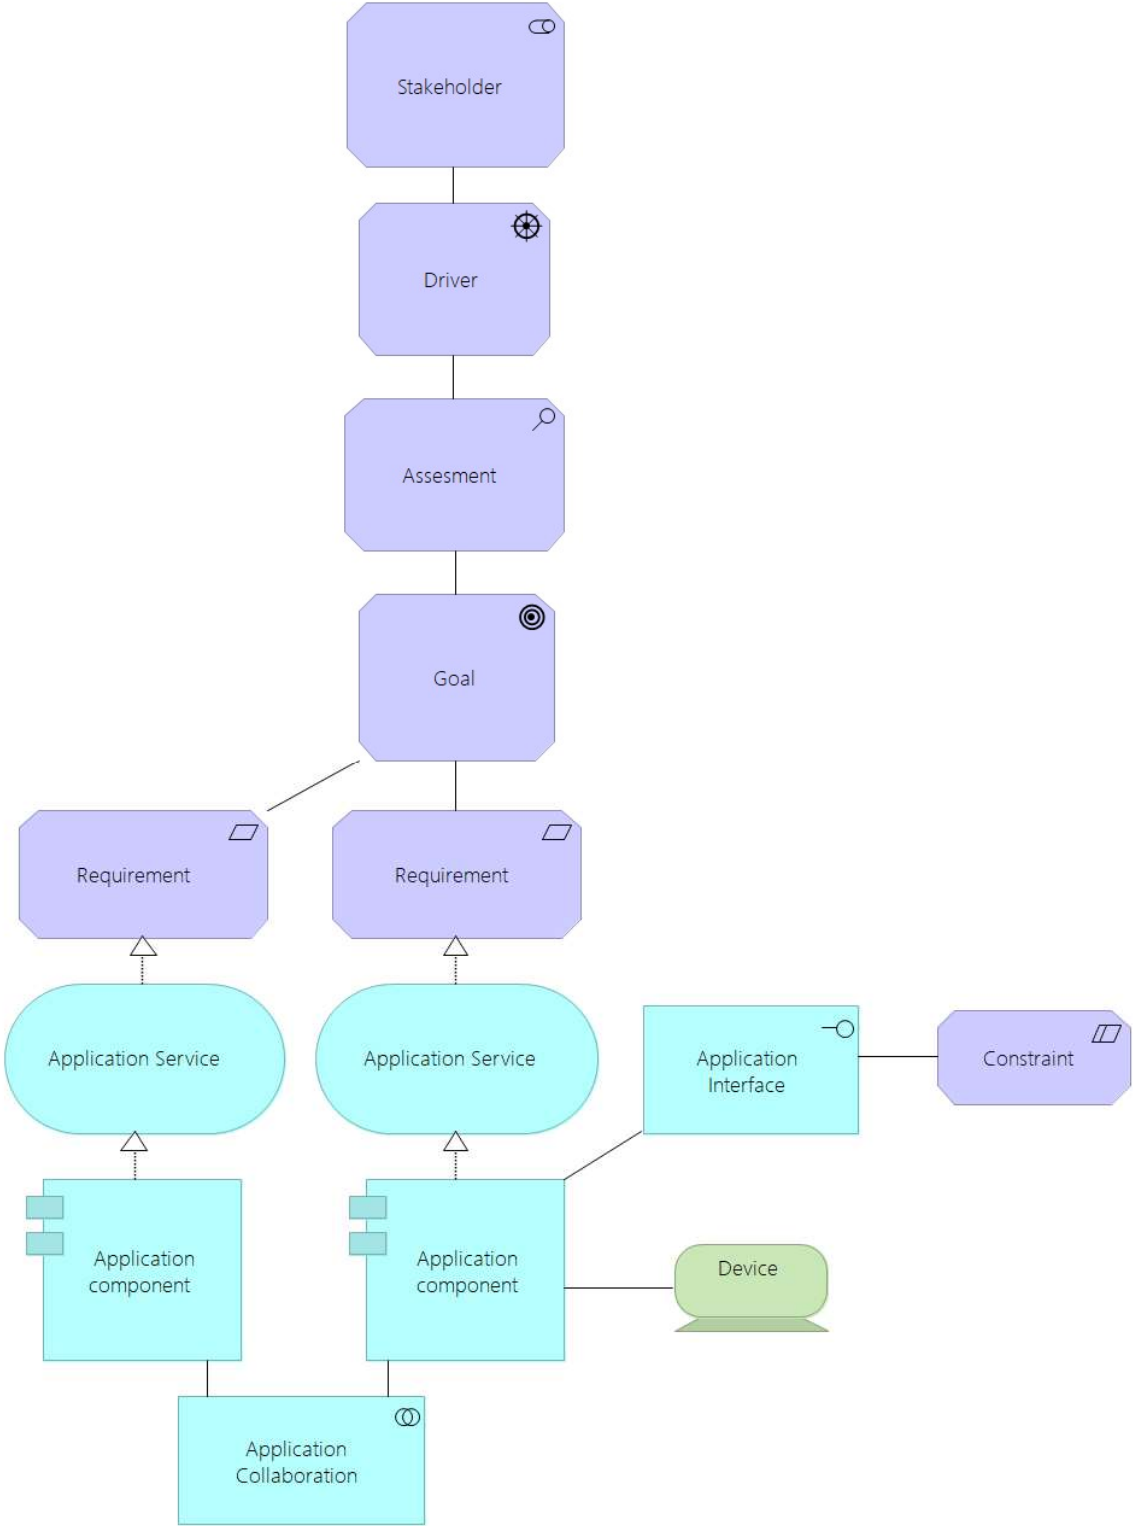 Stakeholder
Driver
Assesment
Goal
Requirement
Requirement
Application Service
Application Service
Application
Interface
Constraint
Application
component
Application
component
Device
Application
Collaboration